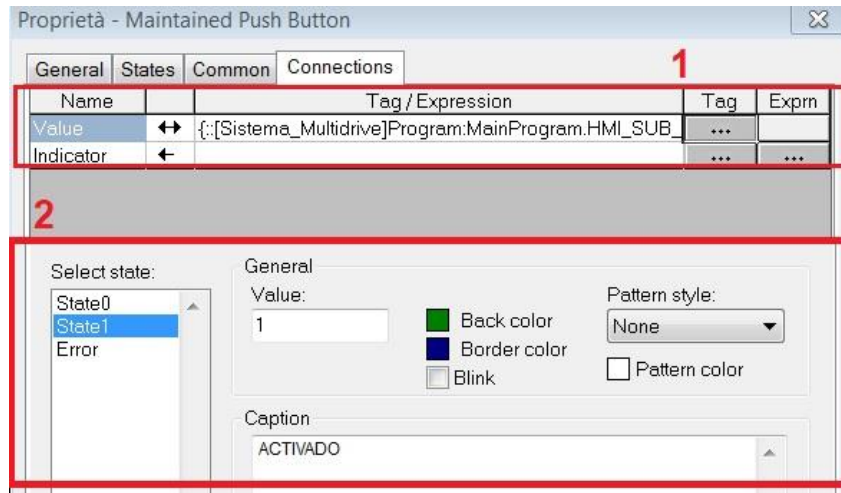 Proprietà - Maintained Push Button
General States Common Connections
1
Name Tag / Expression Tag Exprn
Value ↔ {::[Sistema_Multidrive]Program:MainProgram.HMI_SUB_ ...
Indicator ← ... ...
2
Select state:
State0
State1
Error
General
Value:
1
Back color
Border color
Blink
Pattern style:
None
Pattern color
Caption
ACTIVADO